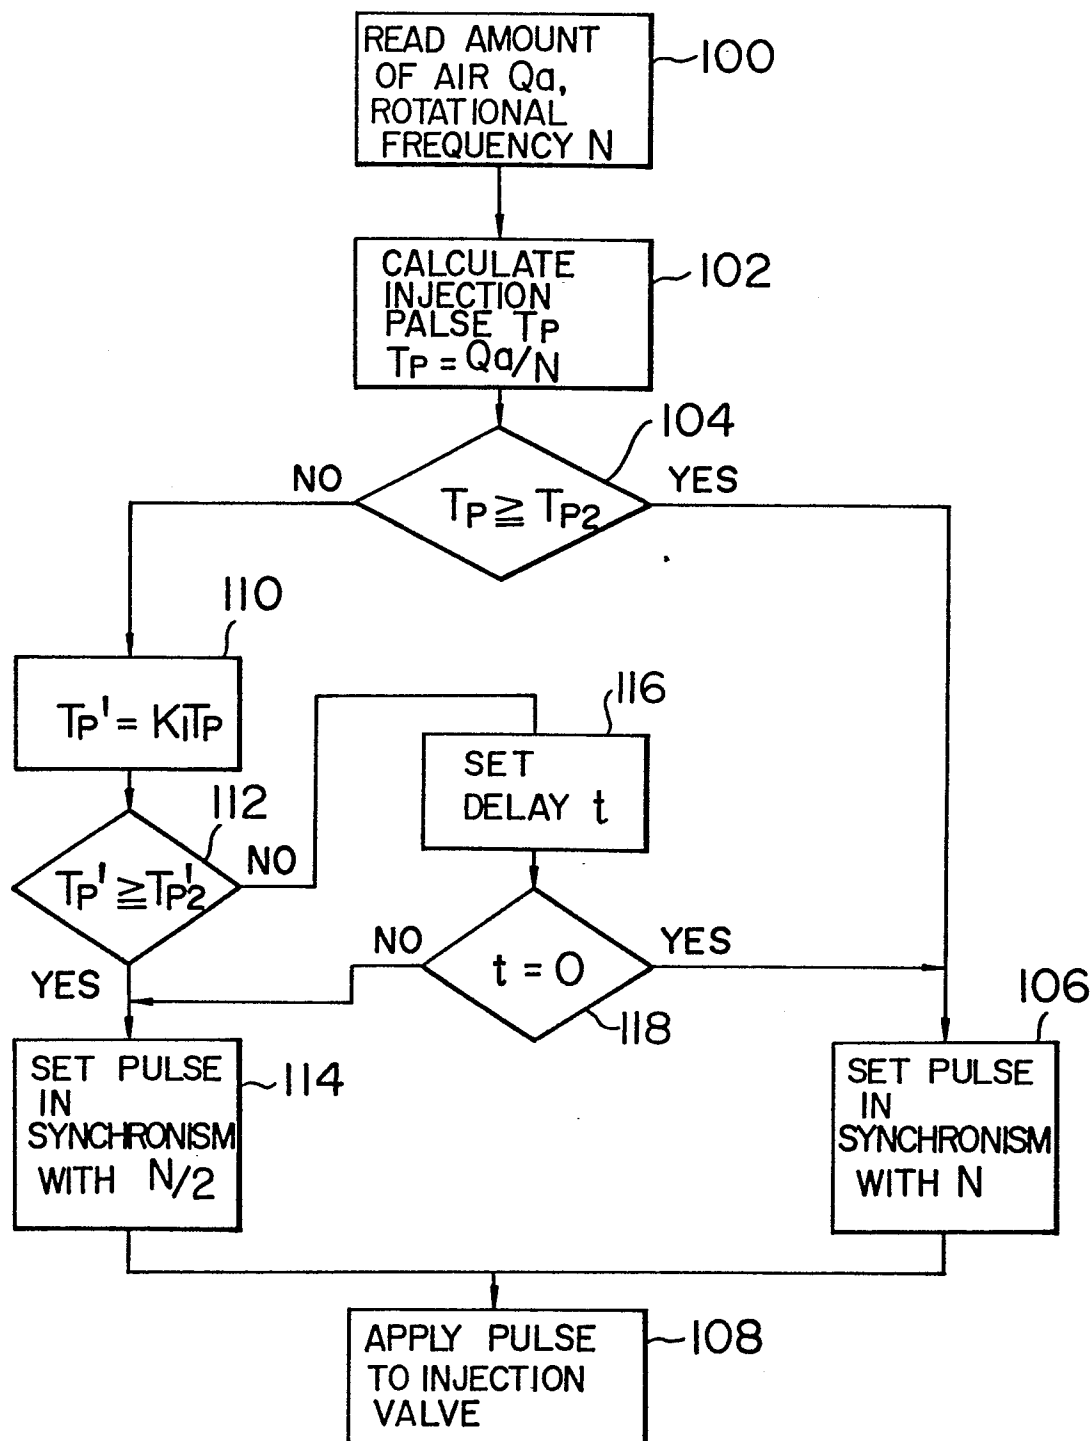 READ AMOUNT
OF AIR Qa,
ROTATIONAL
FREQUENCY N
100
CALCULATE
INJECTION
PALSE TP
TP = Qa/N
102
104
NO
YES
TP ≧ TP2
110
TP' = K1TP
116
SET
DELAY t
112
NO
TP' ≧ TP2'
YES
NO
YES
t = 0
118
106
SET PULSE
IN
SYNCHRONISM
WITH N/2
114
SET PULSE
IN
SYNCHRONISM
WITH N
APPLY PULSE
TO INJECTION
VALVE
108